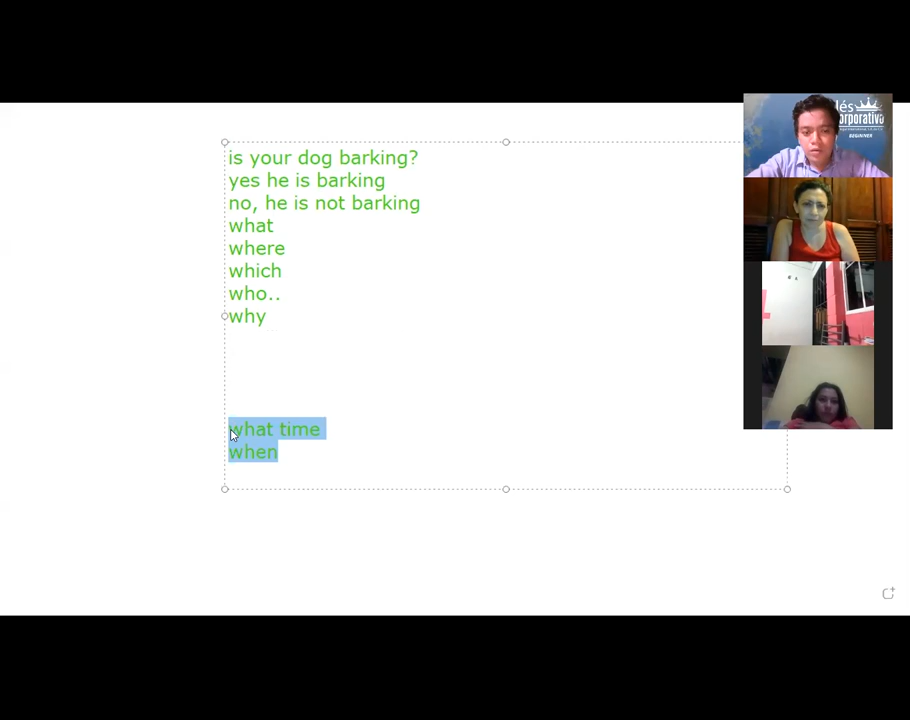 is your dog barking?
yes he is barking
no, he is not barking
what
where
which
who..
why
what time
when
BEGINNER